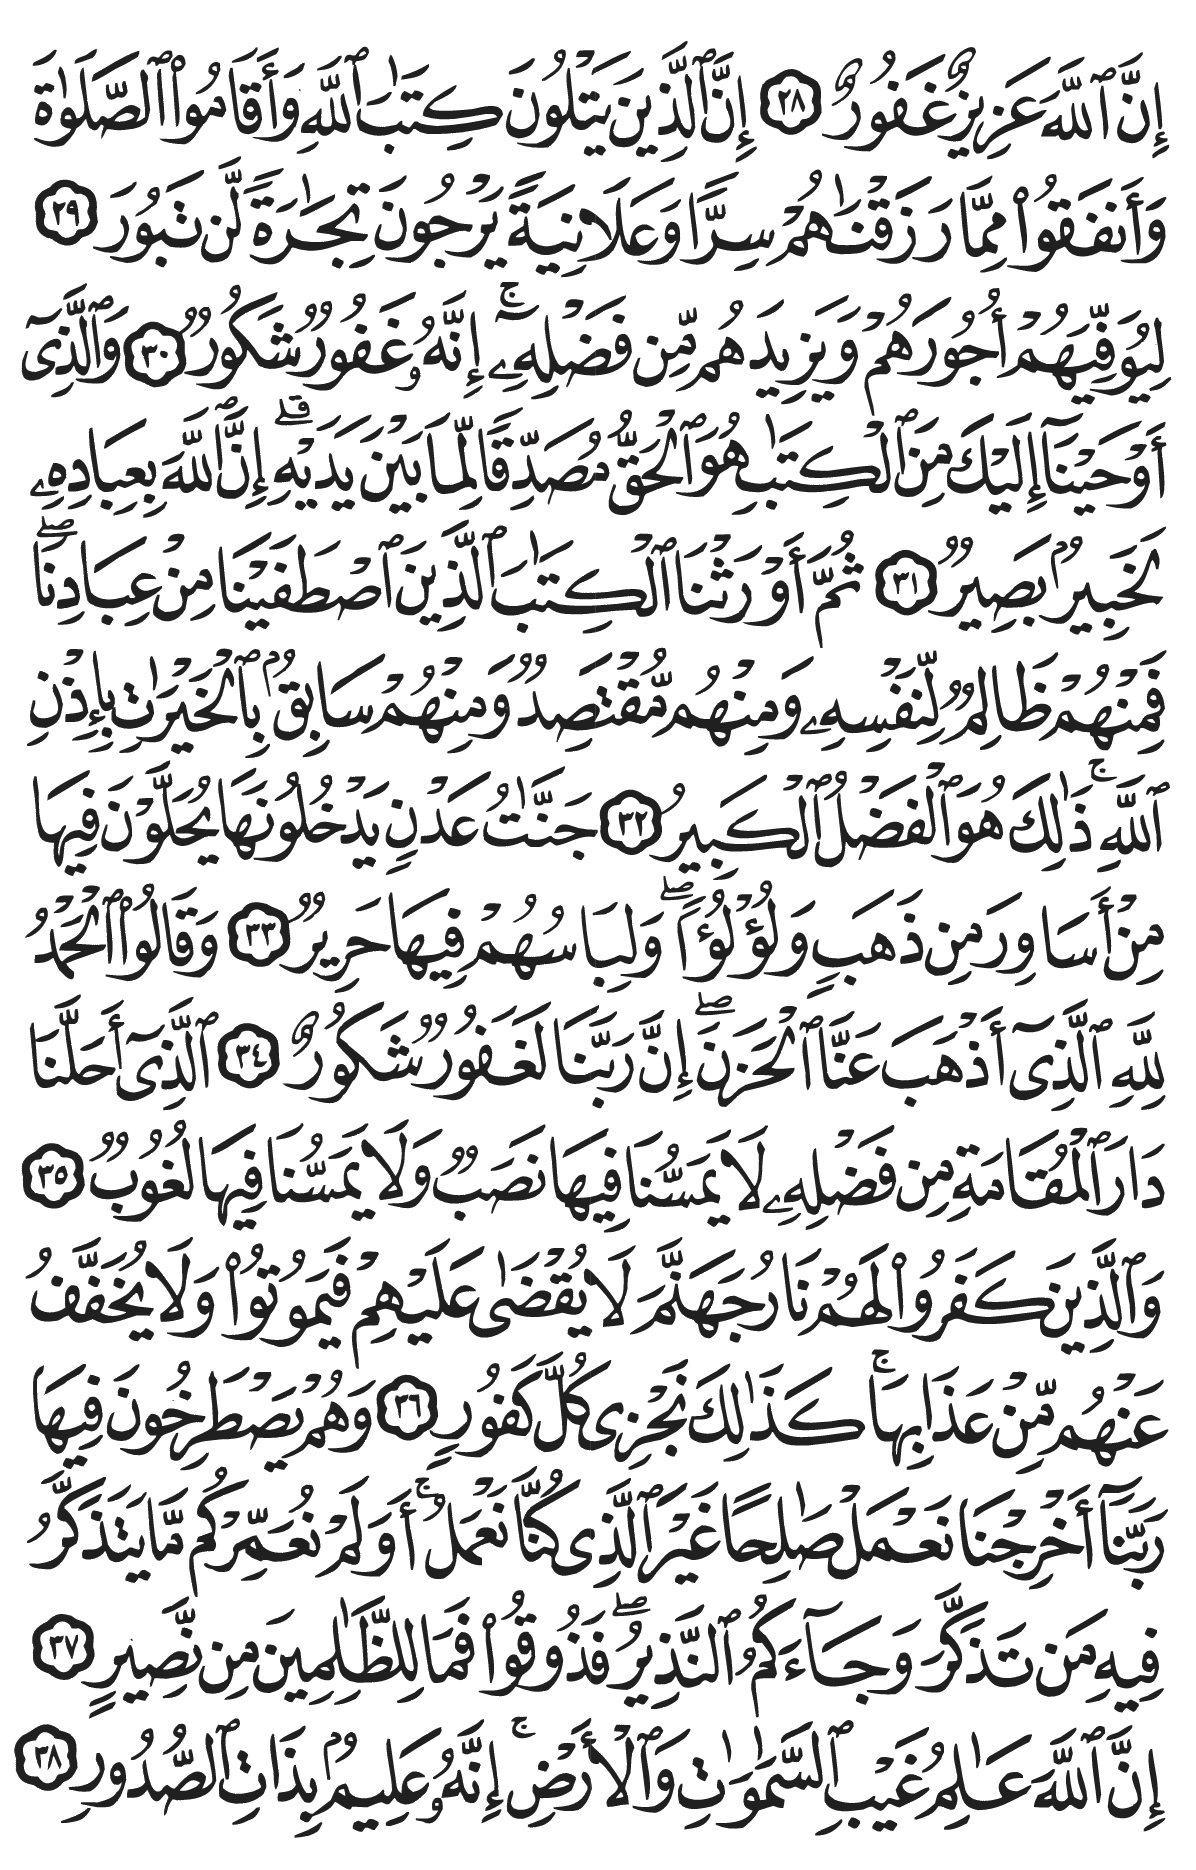 إِنَّ ٱللَّهَ عَزِيزٌ غَفُورٌ ٢٨ إِنَّ ٱلَّذِينَ يَتْلُونَ كِتَٰبَ ٱللَّهِ وَأَقَامُوا۟ ٱلصَّلَوٰةَ
وَأَنفَقُوا۟ مِمَّا رَزَقْنَٰهُمْ سِرًّا وَعَلَانِيَةً يَرْجُونَ تِجَٰرَةً لَّن تَبُورَ ٢٩
لِيُوَفِّيَهُمْ أُجُورَهُمْ وَيَزِيدَهُم مِّن فَضْلِهِۦٓ ۚ إِنَّهُۥ غَفُورٌ شَكُورٌ ٣٠ وَٱلَّذِىٓ
أَوْحَيْنَآ إِلَيْكَ مِنَ ٱلْكِتَٰبِ هُوَ ٱلْحَقُّ مُصَدِّقًا لِّمَا بَيْنَ يَدَيْهِ ۗ إِنَّ ٱللَّهَ بِعِبَادِهِۦ
لَخَبِيرٌۢ بَصِيرٌ ٣١ ثُمَّ أَوْرَثْنَا ٱلْكِتَٰبَ ٱلَّذِينَ ٱصْطَفَيْنَا مِنْ عِبَادِنَا ۖ
فَمِنْهُمْ ظَالِمٌ لِّنَفْسِهِۦ وَمِنْهُم مُّقْتَصِدٌ وَمِنْهُمْ سَابِقٌۢ بِٱلْخَيْرَٰتِ بِإِذْنِ
ٱللَّهِ ۚ ذَٰلِكَ هُوَ ٱلْفَضْلُ ٱلْكَبِيرُ ٣٢ جَنَّٰتُ عَدْنٍ يَدْخُلُونَهَا يُحَلَّوْنَ فِيهَا
مِنْ أَسَاوِرَ مِن ذَهَبٍ وَلُؤْلُؤًا ۖ وَلِبَاسُهُمْ فِيهَا حَرِيرٌ ٣٣ وَقَالُوا۟ ٱلْحَمْدُ
لِلَّهِ ٱلَّذِىٓ أَذْهَبَ عَنَّا ٱلْحَزَنَ ۖ إِنَّ رَبَّنَا لَغَفُورٌ شَكُورٌ ٣٤ ٱلَّذِىٓ أَحَلَّنَا
دَارَ ٱلْمُقَامَةِ مِن فَضْلِهِۦ لَا يَمَسُّنَا فِيهَا نَصَبٌ وَلَا يَمَسُّنَا فِيهَا لُغُوبٌ ٣٥
وَٱلَّذِينَ كَفَرُوا۟ لَهُمْ نَارُ جَهَنَّمَ لَا يُقْضَىٰ عَلَيْهِمْ فَيَمُوتُوا۟ وَلَا يُخَفَّفُ
عَنْهُم مِّنْ عَذَابِهَا ۚ كَذَٰلِكَ نَجْزِى كُلَّ كَفُورٍ ٣٦ وَهُمْ يَصْطَرِخُونَ فِيهَا
رَبَّنَآ أَخْرِجْنَا نَعْمَلْ صَٰلِحًا غَيْرَ ٱلَّذِى كُنَّا نَعْمَلُ ۚ أَوَلَمْ نُعَمِّرْكُم مَّا يَتَذَكَّرُ
فِيهِ مَن تَذَكَّرَ وَجَآءَكُمُ ٱلنَّذِيرُ ۖ فَذُوقُوا۟ فَمَا لِلظَّٰلِمِينَ مِن نَّصِيرٍ ٣٧
إِنَّ ٱللَّهَ عَٰلِمُ غَيْبِ ٱلسَّمَٰوَٰتِ وَٱلْأَرْضِ ۚ إِنَّهُۥ عَلِيمٌۢ بِذَاتِ ٱلصُّدُورِ ٣٨